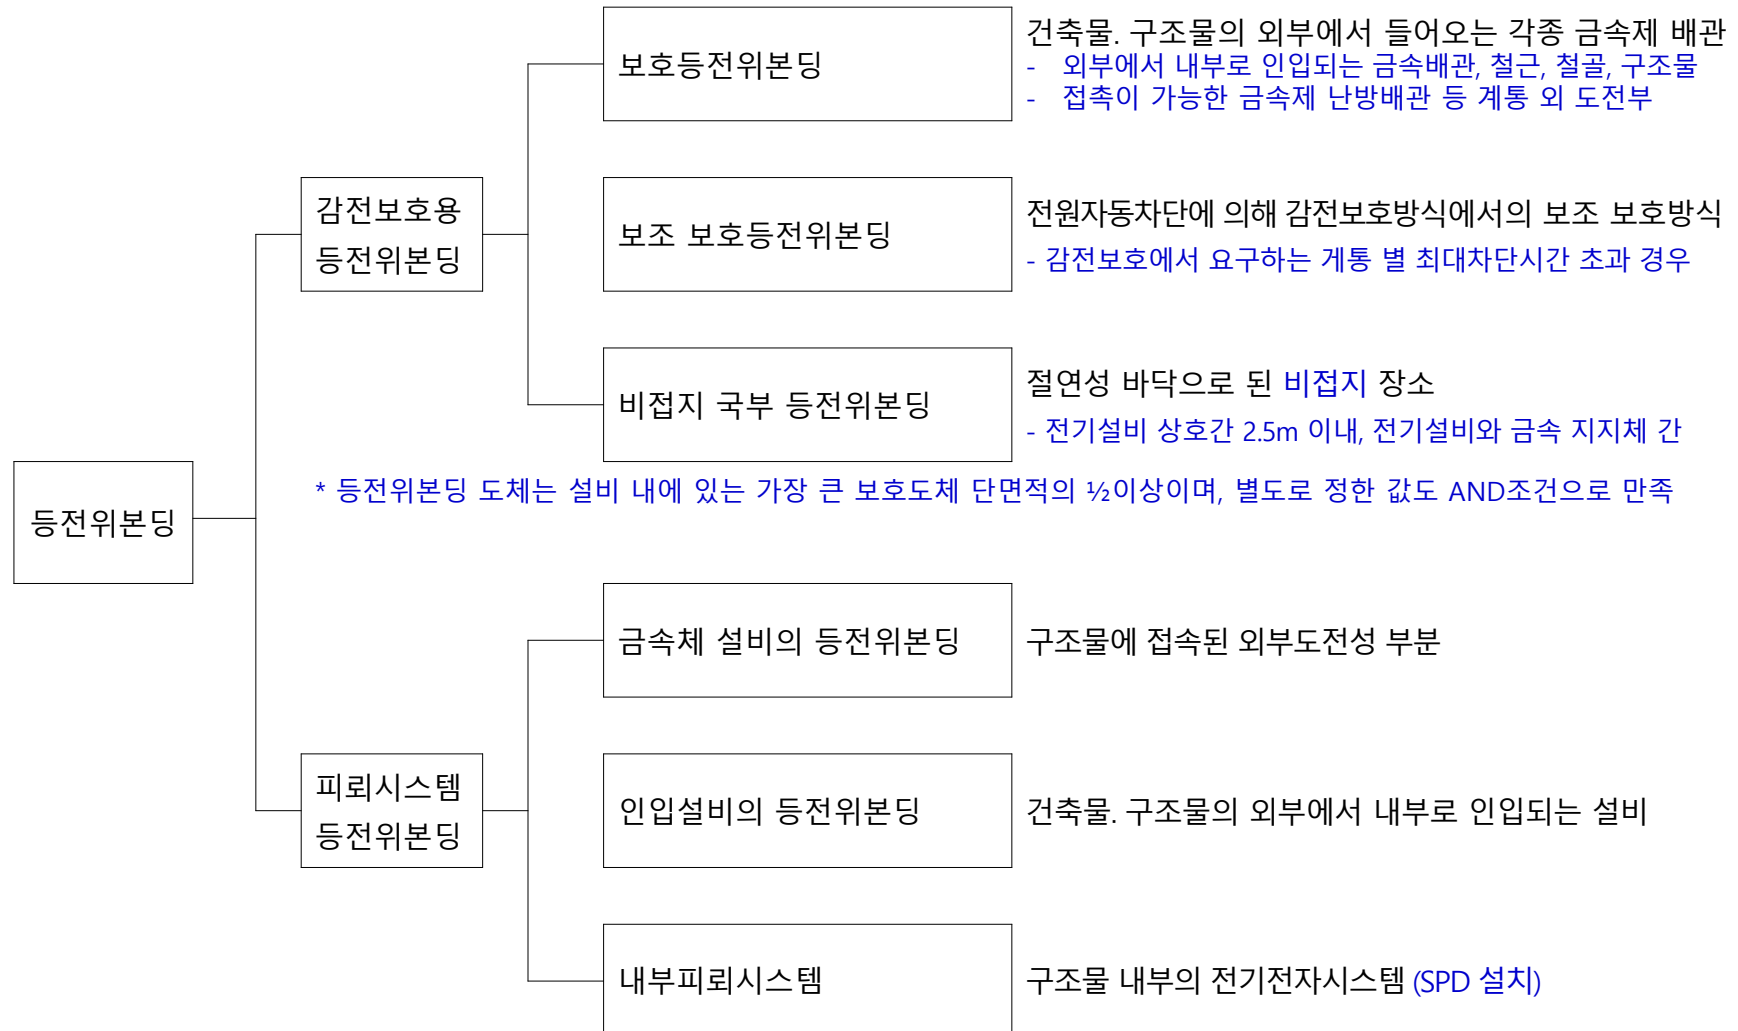 보호등전위본딩
건축물. 구조물의 외부에서 들어오는 각종 금속제 배관
- 외부에서 내부로 인입되는 금속배관, 철근, 철골, 구조물
- 접촉이 가능한 금속제 난방배관 등 계통 외 도전부
감전보호용
등전위본딩
보조 보호등전위본딩
전원자동차단에 의해 감전보호방식에서의 보조 보호방식
- 감전보호에서 요구하는 게통 별 최대차단시간 초과 경우
비접지 국부 등전위본딩
절연성 바닥으로 된 비접지 장소
- 전기설비 상호간 2.5m 이내, 전기설비와 금속 지지체 간
* 등전위본딩 도체는 설비 내에 있는 가장 큰 보호도체 단면적의 ½이상이며, 별도로 정한 값도 AND조건으로 만족
등전위본딩
금속체 설비의 등전위본딩
구조물에 접속된 외부도전성 부분
피뢰시스템
등전위본딩
인입설비의 등전위본딩
건축물. 구조물의 외부에서 내부로 인입되는 설비
내부피뢰시스템
구조물 내부의 전기전자시스템 (SPD 설치)